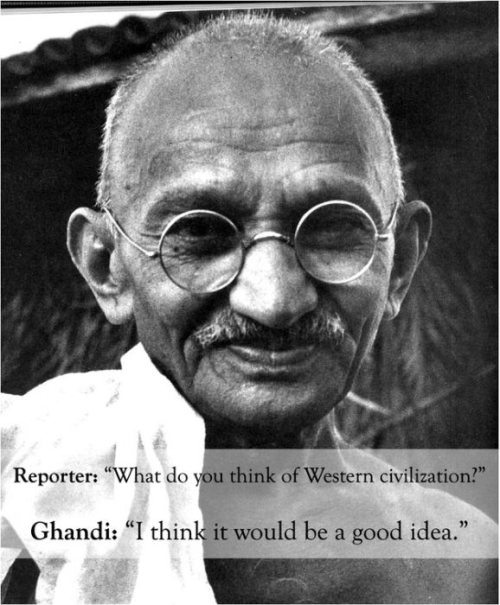 Reporter: “What do you think of Western civilization?”
Ghandi: “I think it would be a good idea.”